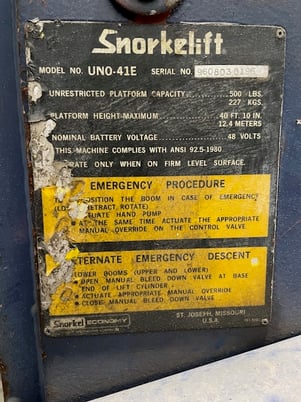 Snorkelift
MODEL NO. UNO-41E SERIAL NO.
UNRESTRICTED PLATFORM CAPACITY 500 LBS.
227 KGS.
PLATFORM HEIGHT-MAXIMUM 40 FT. 10 IN.
12.4 METERS
NOMINAL BATTERY VOLTAGE 48 VOLTS
THIS MACHINE COMPLIES WITH ANSI 92.5-1980
RATE ONLY WHEN ON FIRM LEVEL SURFACE.
EMERGENCY PROCEDURE
POSITION THE BOOM IN CASE OF EMERGENCY
RETRACT, ROTATE)
TUATE HAND PUMP
AT THE SAME TIME ACTUATE THE APPROPRIATE
MANUAL OVERRIDE ON THE CONTROL VALVE
TERNATE EMERGENCY DESCENT
LOWER BOOMS (UPPER AND LOWER)
• OPEN MANUAL BLEED DOWN VALVE AT BASE
END OF LIFT CYLINDER
• ACTUATE APPROPRIATE MANUAL OVERRIDE
• CLOSE MANUAL BLEED DOWN VALVE
Snorkel ECONOMY
ST. JOSEPH, MISSOURI
U.S.A.